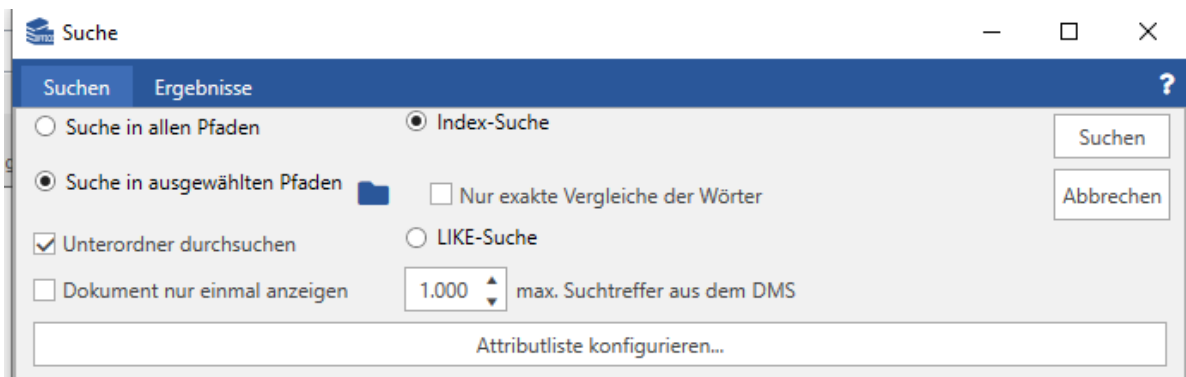 Suche
Suchen Ergebnisse ?
Suche in allen Pfaden Index-Suche Suchen
Suche in ausgewählten Pfaden Nur exakte Vergleiche der Wörter Abbrechen
Unterordner durchsuchen LIKE-Suche
Dokument nur einmal anzeigen 1.000 max. Suchtreffer aus dem DMS
Attributliste konfigurieren...